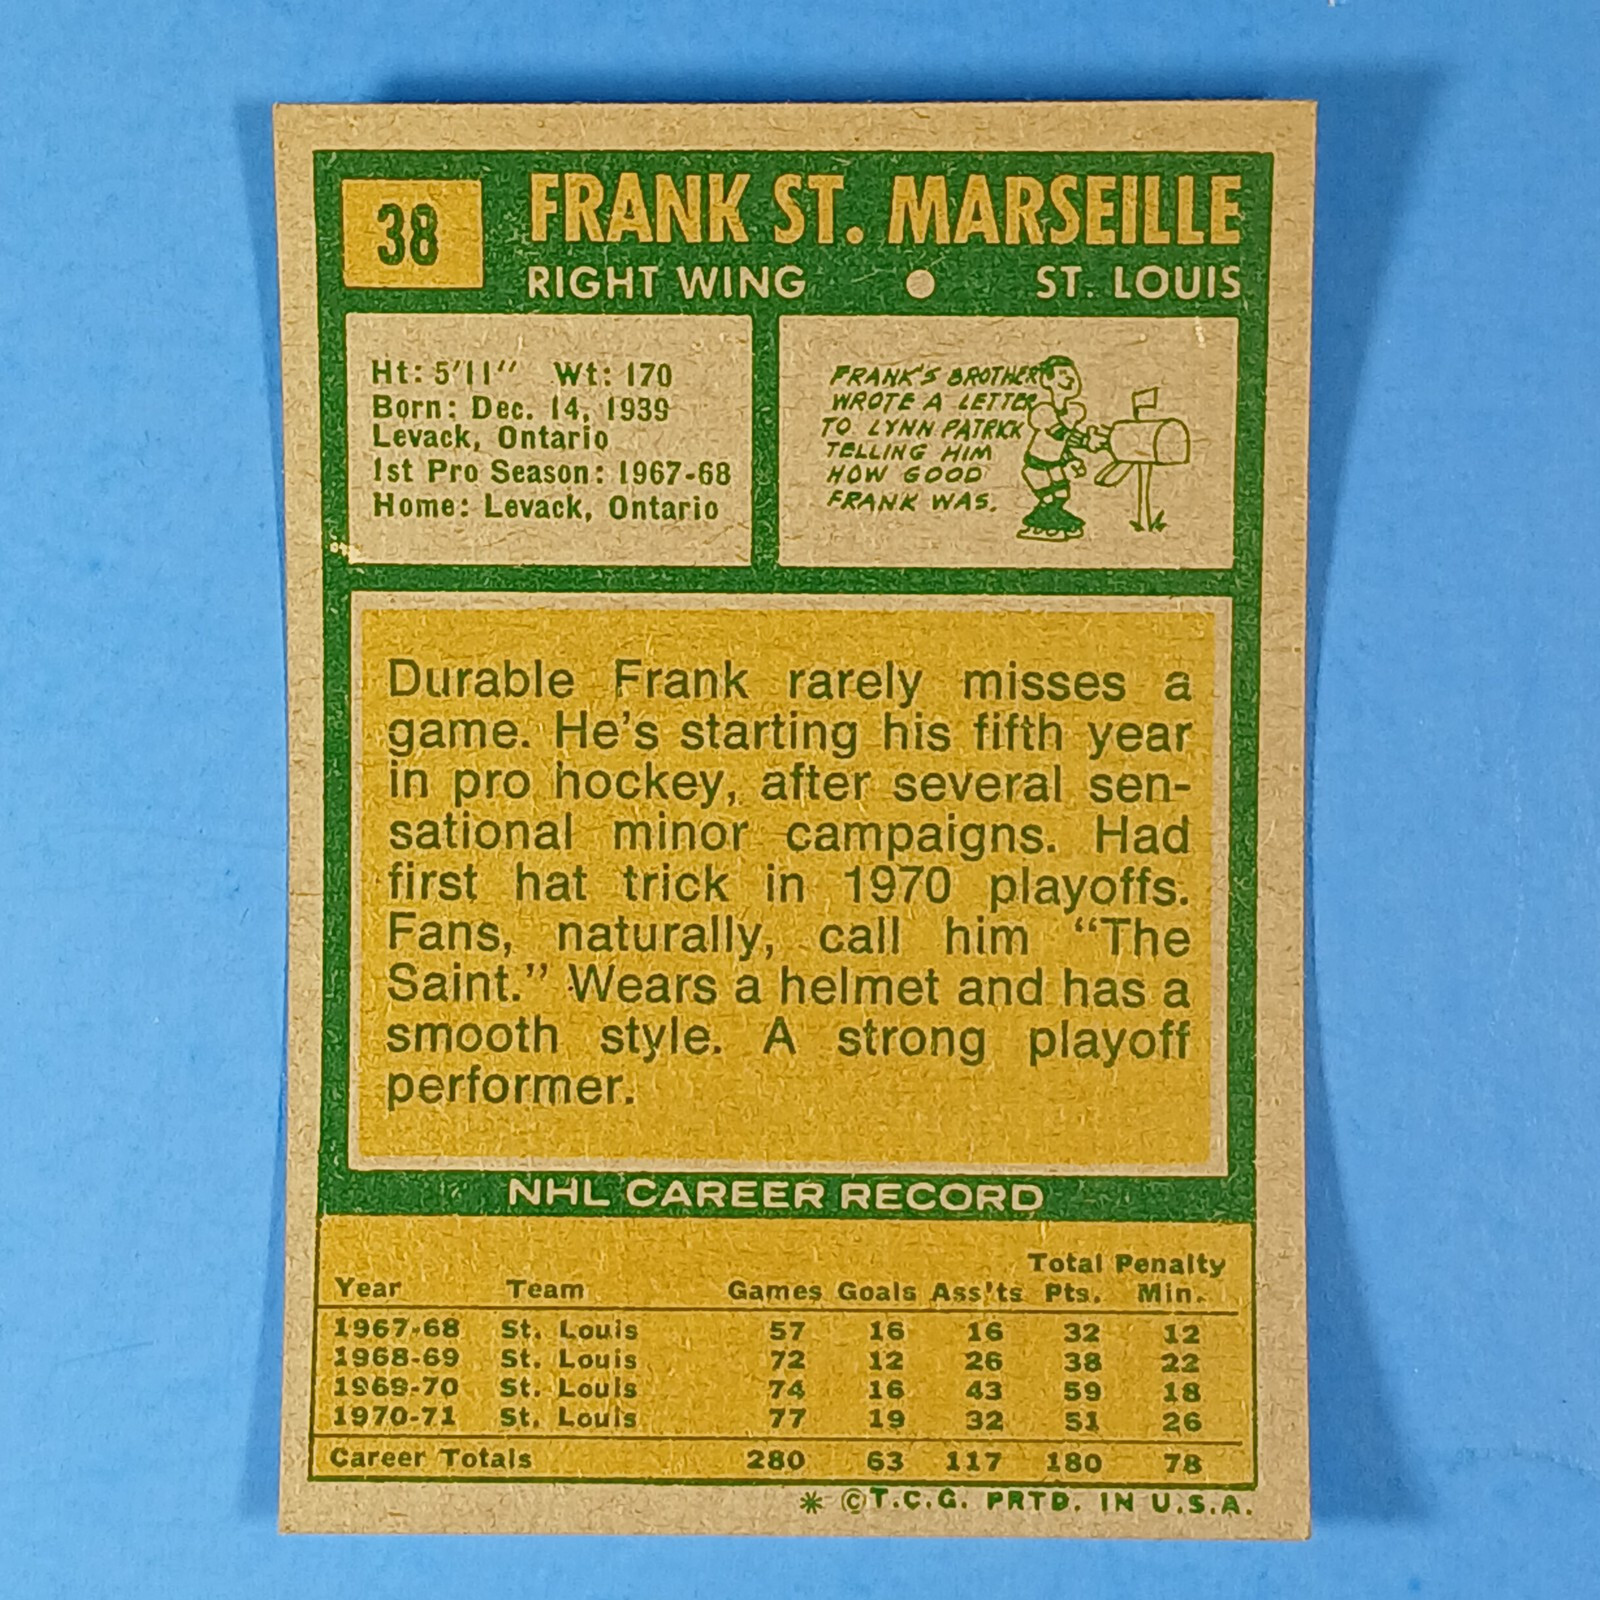 38
FRANK ST. MARSEILLE
RIGHT WING ● ST. LOUIS
Ht: 5'11" Wt: 170
Born: Dec. 14, 1939
Levack, Ontario
1st Pro Season: 1967-68
Home: Levack, Ontario
FRANK'S BROTHER
WROTE A LETTER
TO LYNN PATRICK
TELLING HIM
HOW GOOD
FRANK WAS.
Durable Frank rarely misses a
game. He's starting his fifth year
in pro hockey, after several sen-
sational minor campaigns. Had
first hat trick in 1970 playoffs.
Fans, naturally, call him "The
Saint." Wears a helmet and has a
smooth style. A strong playoff
performer.
NHL CAREER RECORD
Total Penalty
Year Team Games Goals Ass'ts Pts. Min.
1967-68 St. Louis 57 16 16 32 12
1968-69 St. Louis 72 12 26 38 22
1969-70 St. Louis 74 16 43 59 18
1970-71 St. Louis 77 19 32 51 26
Career Totals 280 63 117 180 78
* ©T.C.G. PRTD. IN U.S.A.